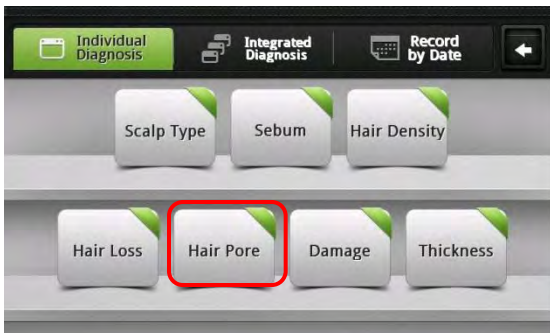 Individual
Diagnosis
Integrated
Diagnosis
Record
by Date
Scalp Type
Sebum
Hair Density
Hair Loss
Hair Pore
Damage
Thickness